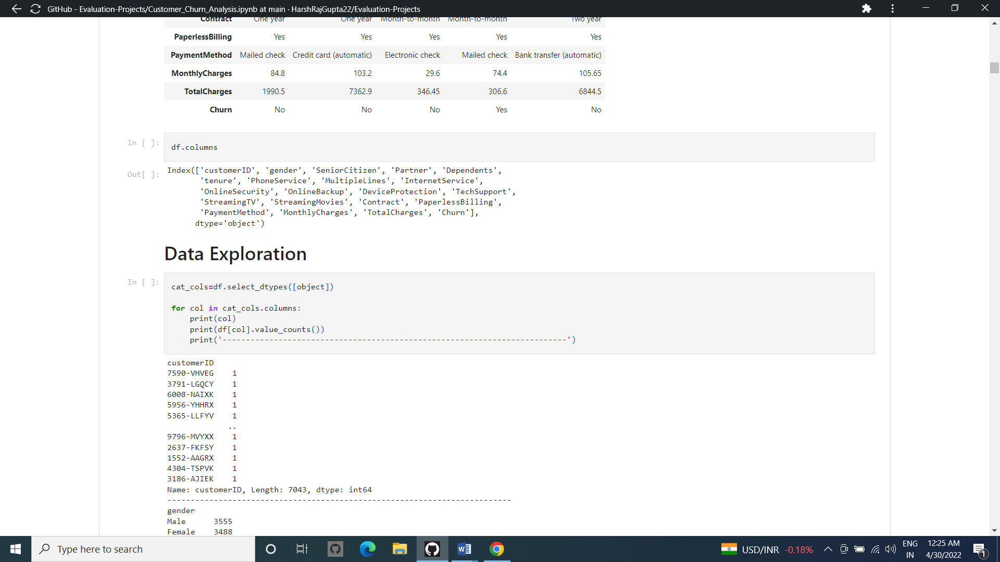 GitHub - Evaluation-Projects/Customer_Churn_Analysis.ipynb at main · HarshRajGupta22/Evaluation-Projects
Contract One year One year Month-to-month Month-to-month Two year
PaperlessBilling Yes Yes Yes Yes Yes
PaymentMethod Mailed check Credit card (automatic) Electronic check Mailed check Bank transfer (automatic)
MonthlyCharges 84.8 103.2 29.6 74.4 105.65
TotalCharges 1990.5 7362.9 346.45 306.6 6844.5
Churn No No No Yes No
In [ ]:
df.columns
Out[ ]:
Index(['customerID', 'gender', 'SeniorCitizen', 'Partner', 'Dependents',
'tenure', 'PhoneService', 'MultipleLines', 'InternetService',
'OnlineSecurity', 'OnlineBackup', 'DeviceProtection', 'TechSupport',
'StreamingTV', 'StreamingMovies', 'Contract', 'PaperlessBilling',
'PaymentMethod', 'MonthlyCharges', 'TotalCharges', 'Churn'],
dtype='object')
Data Exploration
In [ ]:
cat_cols=df.select_dtypes([object])
for col in cat_cols.columns:
print(col)
print(df[col].value_counts())
print('--------------------------------------------------------------------------')
customerID
7590-VHVEG 1
3791-LGQCY 1
6008-NAIXK 1
5956-YHHRX 1
5365-LLFYV 1
..
9796-MVYXX 1
2637-FKFSY 1
1552-AAGRX 1
4304-TSPVK 1
3186-AJIEK 1
Name: customerID, Length: 7043, dtype: int64
--------------------------------------------------------------------------
gender
Male 3555
Female 3488
Type here to search
USD/INR -0.18%
ENG
IN
12:25 AM
4/30/2022
1